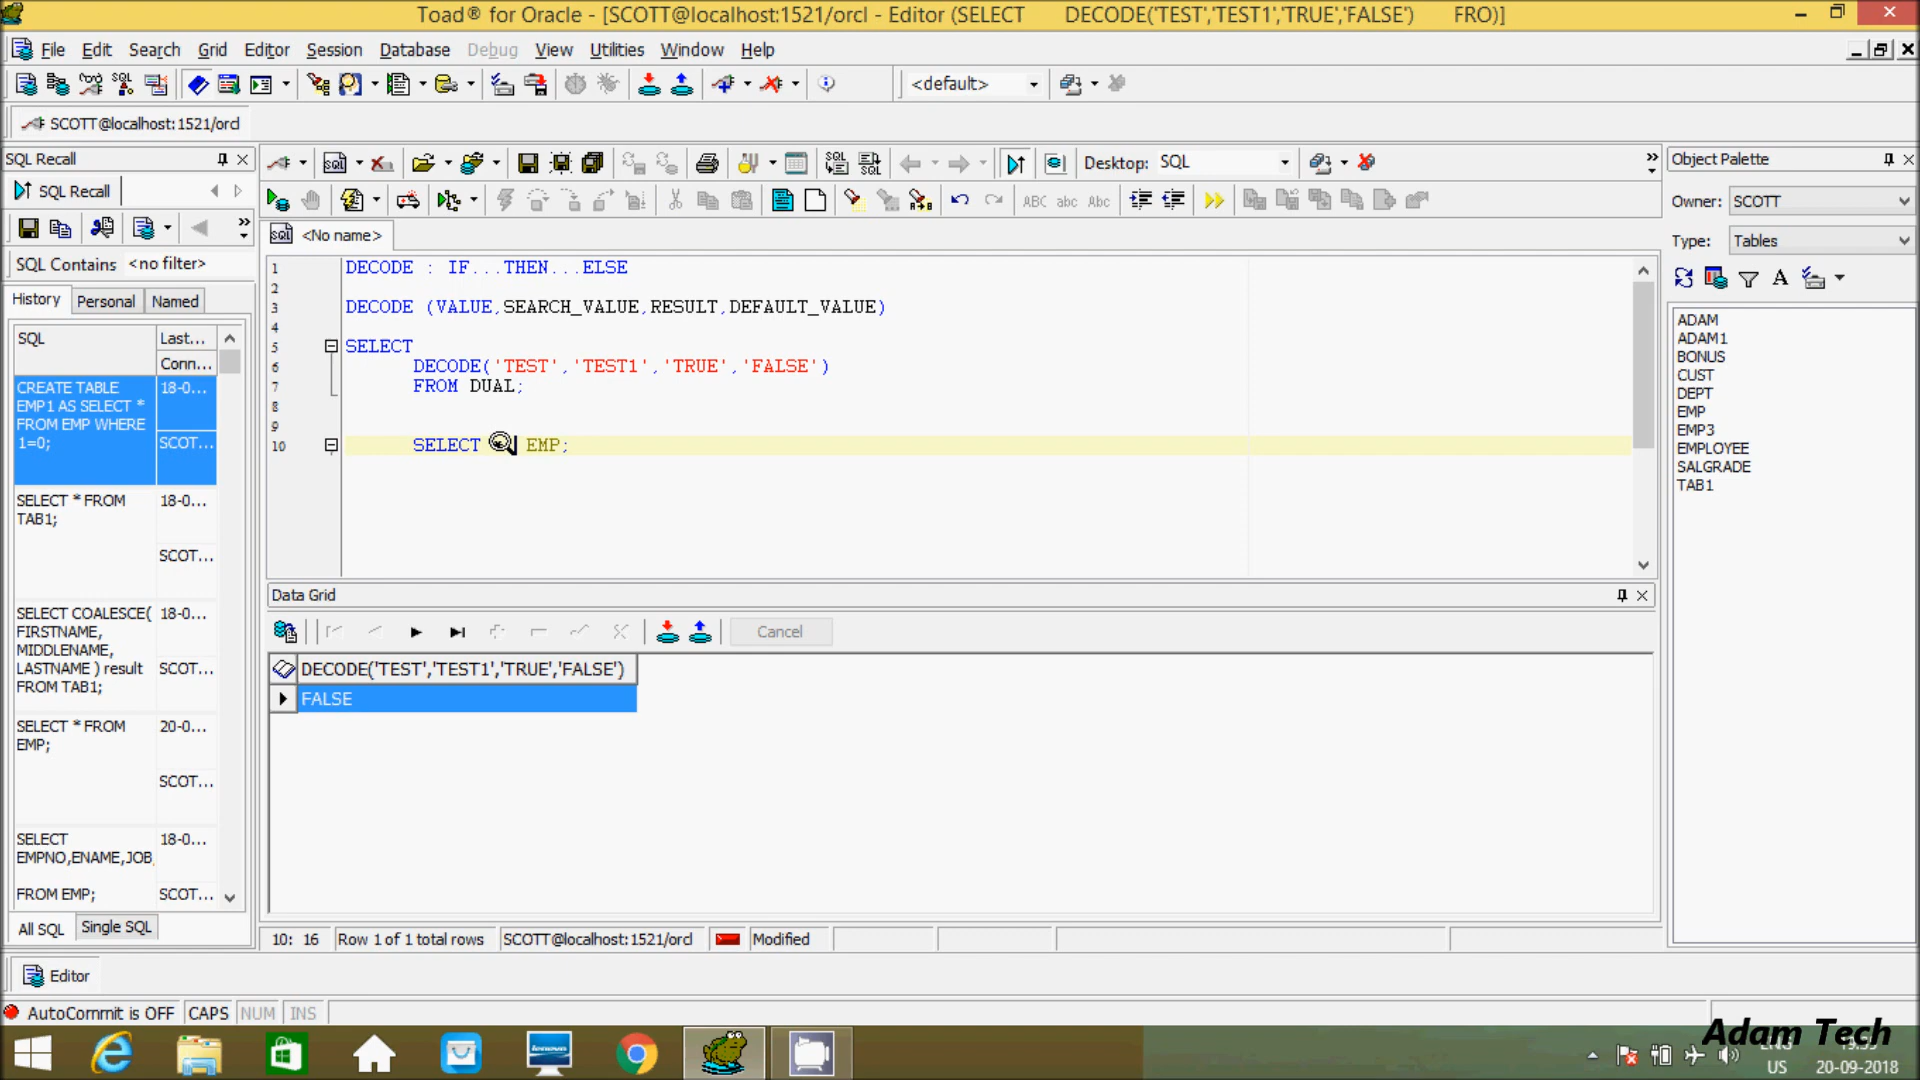 Toad® for Oracle - [SCOTT@localhost:1521/orcl - Editor (SELECT DECODE('TEST','TEST1','TRUE','FALSE') FRO)]
File Edit Search Grid Editor Session Database Debug View Utilities Window Help
SQL
<default>
SCOTT@localhost:1521/orcl
SQL Recall
SQL Recall
SQL Contains <no filter>
History Personal Named
SQL Last...
Conn...
CREATE TABLE
EMP1 AS SELECT *
FROM EMP WHERE
1=0;
18-0...
SCOT...
SELECT * FROM
TAB1;
18-0...
SCOT...
SELECT COALESCE(
FIRSTNAME,
MIDDLENAME,
LASTNAME ) result
FROM TAB1;
18-0...
SCOT...
SELECT * FROM
EMP;
20-0...
SCOT...
SELECT
EMPNO,ENAME,JOB,
FROM EMP;
18-0...
SCOT...
All SQL Single SQL
Desktop: SQL
ABC abc Abc
<No name>
1 DECODE : IF...THEN...ELSE
2
3 DECODE (VALUE,SEARCH_VALUE,RESULT,DEFAULT_VALUE)
4
5 SELECT
6 DECODE('TEST','TEST1','TRUE','FALSE')
7 FROM DUAL;
8
9
10 SELECT EMP;
Data Grid
Cancel
DECODE('TEST','TEST1','TRUE','FALSE')
FALSE
10: 16 Row 1 of 1 total rows SCOTT@localhost:1521/orcl Modified
Object Palette
Owner: SCOTT
Type: Tables
ADAM
ADAM1
BONUS
CUST
DEPT
EMP
EMP3
EMPLOYEE
SALGRADE
TAB1
Editor
AutoCommit is OFF CAPS NUM INS
Adam Tech
US 20-09-2018